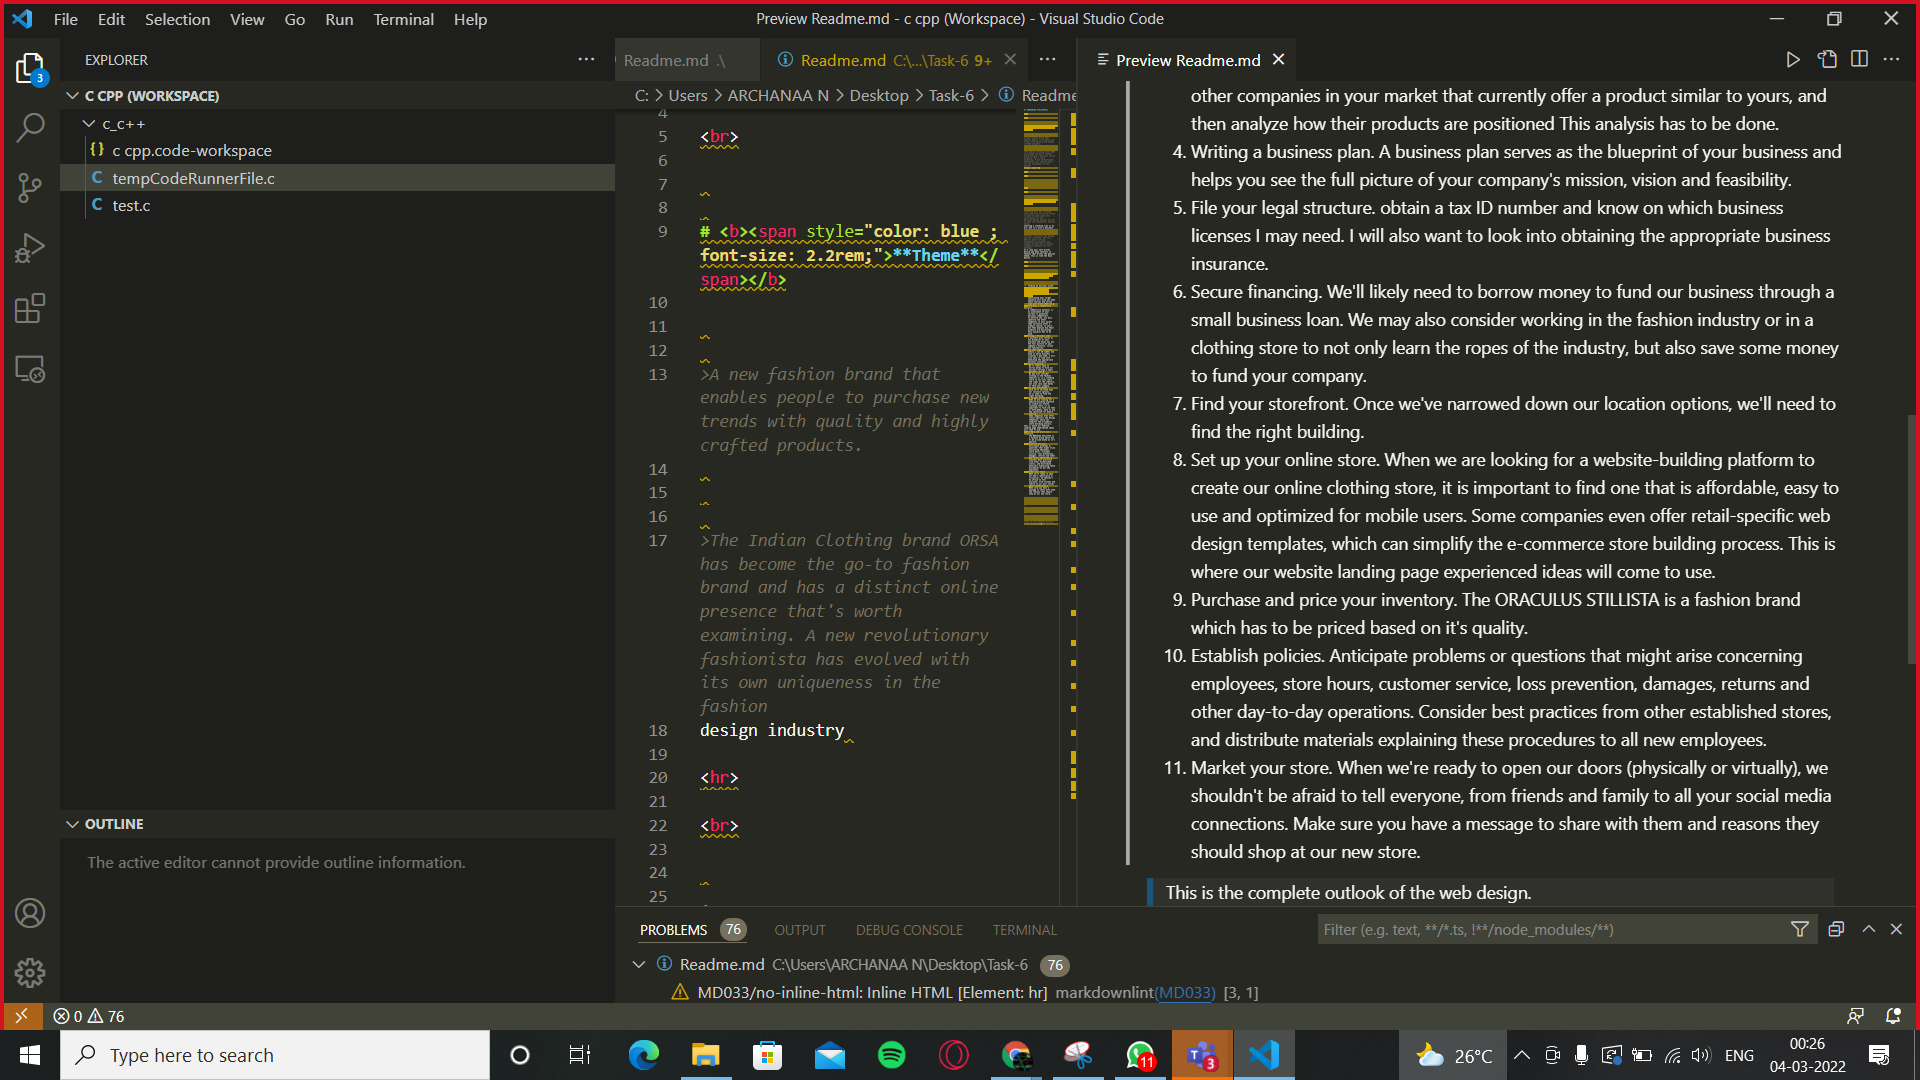 File Edit Selection View Go Run Terminal Help
Preview Readme.md - c cpp (Workspace) - Visual Studio Code
EXPLORER
C CPP (WORKSPACE)
c_c++
{} c cpp.code-workspace
C tempCodeRunnerFile.c
C test.c
3
OUTLINE
The active editor cannot provide outline information.
Readme.md .\
Readme.md C:\...\Task-6 9+
C: > Users > ARCHANAA N > Desktop > Task-6 > Readme
4
5 <br>
6
7
8
9 # <b><span style="color: blue ;
font-size: 2.2rem;">**Theme**</
span></b>
10
11
12
13 >A new fashion brand that
enables people to purchase new
trends with quality and highly
crafted products.
14
15
16
17 >The Indian Clothing brand ORSA
has become the go-to fashion
brand and has a distinct online
presence that's worth
examining. A new revolutionary
fashionista has evolved with
its own uniqueness in the
fashion
18 design industry
19
20 <hr>
21
22 <br>
23
24
25
Preview Readme.md
other companies in your market that currently offer a product similar to yours, and
then analyze how their products are positioned This analysis has to be done.
4. Writing a business plan. A business plan serves as the blueprint of your business and
helps you see the full picture of your company's mission, vision and feasibility.
5. File your legal structure. obtain a tax ID number and know on which business
licenses I may need. I will also want to look into obtaining the appropriate business
insurance.
6. Secure financing. We'll likely need to borrow money to fund our business through a
small business loan. We may also consider working in the fashion industry or in a
clothing store to not only learn the ropes of the industry, but also save some money
to fund your company.
7. Find your storefront. Once we've narrowed down our location options, we'll need to
find the right building.
8. Set up your online store. When we are looking for a website-building platform to
create our online clothing store, it is important to find one that is affordable, easy to
use and optimized for mobile users. Some companies even offer retail-specific web
design templates, which can simplify the e-commerce store building process. This is
where our website landing page experienced ideas will come to use.
9. Purchase and price your inventory. The ORACULUS STILLISTA is a fashion brand
which has to be priced based on it's quality.
10. Establish policies. Anticipate problems or questions that might arise concerning
employees, store hours, customer service, loss prevention, damages, returns and
other day-to-day operations. Consider best practices from other established stores,
and distribute materials explaining these procedures to all new employees.
11. Market your store. When we're ready to open our doors (physically or virtually), we
shouldn't be afraid to tell everyone, from friends and family to all your social media
connections. Make sure you have a message to share with them and reasons they
should shop at our new store.
This is the complete outlook of the web design.
PROBLEMS 76 OUTPUT DEBUG CONSOLE TERMINAL
Filter (e.g. text, **/*.ts, !**/node_modules/**)
Readme.md C:\Users\ARCHANAA N\Desktop\Task-6 76
MD033/no-inline-html: Inline HTML [Element: hr] markdownlint(MD033) [3, 1]
0 76
Type here to search
11
3
26°C
ENG
00:26
04-03-2022